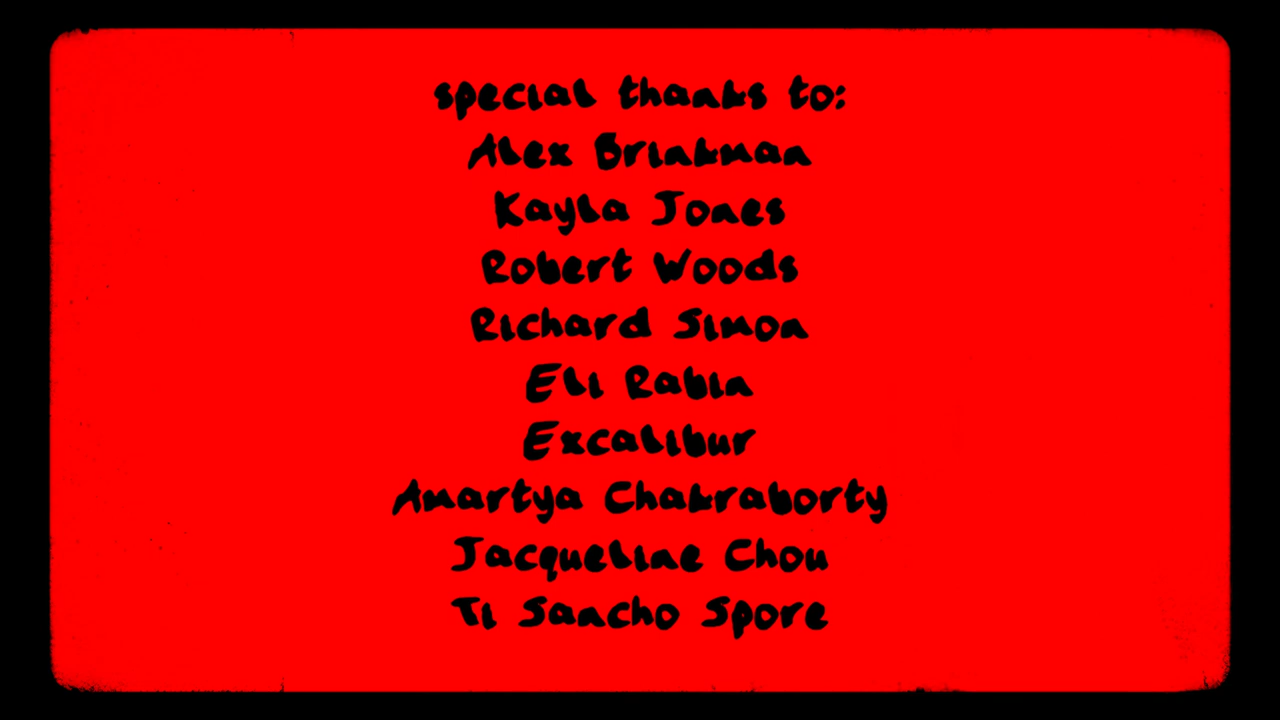 special thanks to:
Alex Brinkman
Kayla Jones
Robert Woods
Richard Simon
Eli Rabin
Excalibur
Amartya Chakraborty
Jacqueline Chou
Ti Sancho Spore